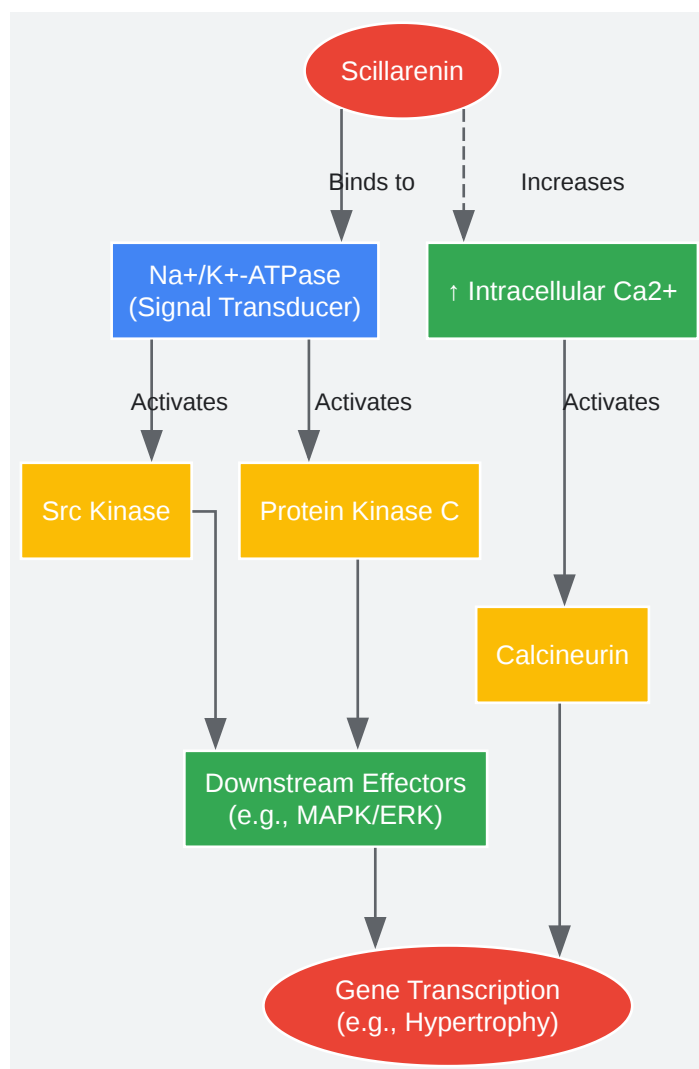 Scillarenin
Binds to
Increases
Na+/K+-ATPase
(Signal Transducer)
↑ Intracellular Ca2+
Activates
Activates
Activates
Src Kinase
Protein Kinase C
Calcineurin
Downstream Effectors
(e.g., MAPK/ERK)
Gene Transcription
(e.g., Hypertrophy)